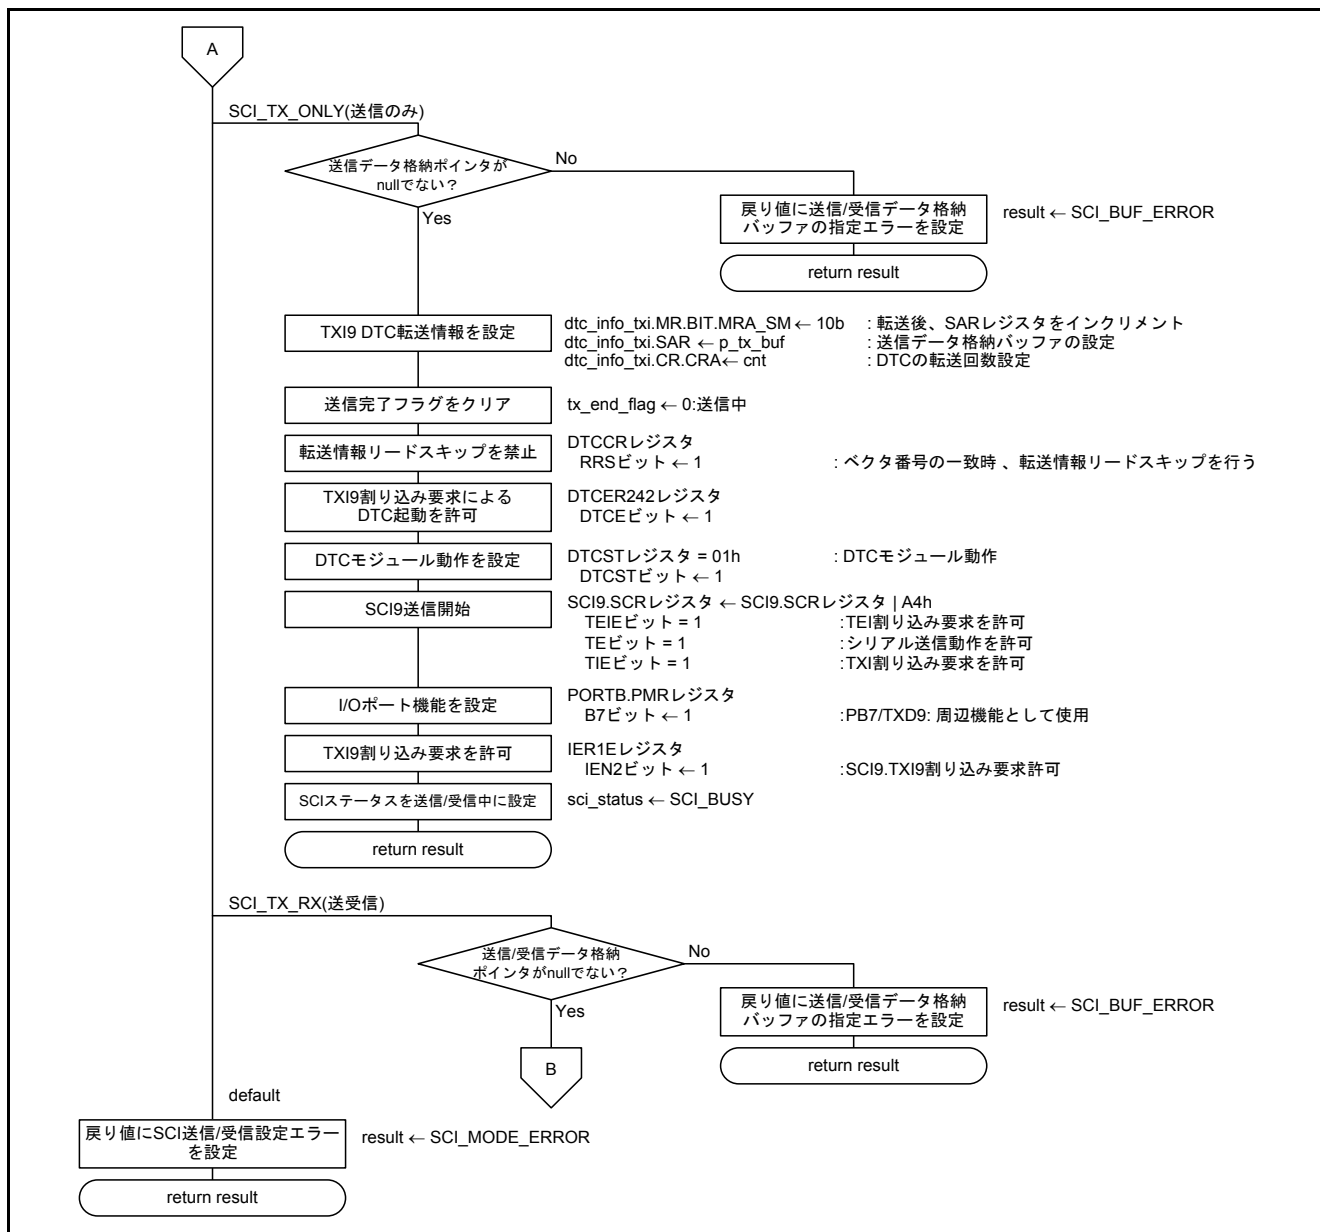 A
SCI_TX_ONLY(送信のみ)
送信データ格納ポインタが
nullでない？
No
Yes
戻り値に送信/受信データ格納
バッファの指定エラーを設定
result ← SCI_BUF_ERROR
return result
TXI9 DTC転送情報を設定
dtc_info_txi.MR.BIT.MRA_SM ← 10b : 転送後、SARレジスタをインクリメント
dtc_info_txi.SAR ← p_tx_buf : 送信データ格納バッファの設定
dtc_info_txi.CR.CRA← cnt : DTCの転送回数設定
送信完了フラグをクリア
tx_end_flag ← 0:送信中
転送情報リードスキップを禁止
DTCCRレジスタ
RRSビット ← 1 : ベクタ番号の一致時 、転送情報リードスキップを行う
TXI9割り込み要求による
DTC起動を許可
DTCER242レジスタ
DTCEビット ← 1
DTCモジュール動作を設定
DTCSTレジスタ = 01h : DTCモジュール動作
DTCSTビット ← 1
SCI9送信開始
SCI9.SCRレジスタ ← SCI9.SCRレジスタ | A4h
TEIEビット = 1 :TEI割り込み要求を許可
TEビット = 1 :シリアル送信動作を許可
TIEビット = 1 :TXI割り込み要求を許可
I/Oポート機能を設定
PORTB.PMRレジスタ
B7ビット ← 1 :PB7/TXD9: 周辺機能として使用
TXI9割り込み要求を許可
IER1Eレジスタ
IEN2ビット ← 1 :SCI9.TXI9割り込み要求許可
SCIステータスを送信/受信中に設定
sci_status ← SCI_BUSY
return result
SCI_TX_RX(送受信)
送信/受信データ格納
ポインタがnullでない？
No
Yes
戻り値に送信/受信データ格納
バッファの指定エラーを設定
result ← SCI_BUF_ERROR
return result
B
default
戻り値にSCI送信/受信設定エラー
を設定
result ← SCI_MODE_ERROR
return result